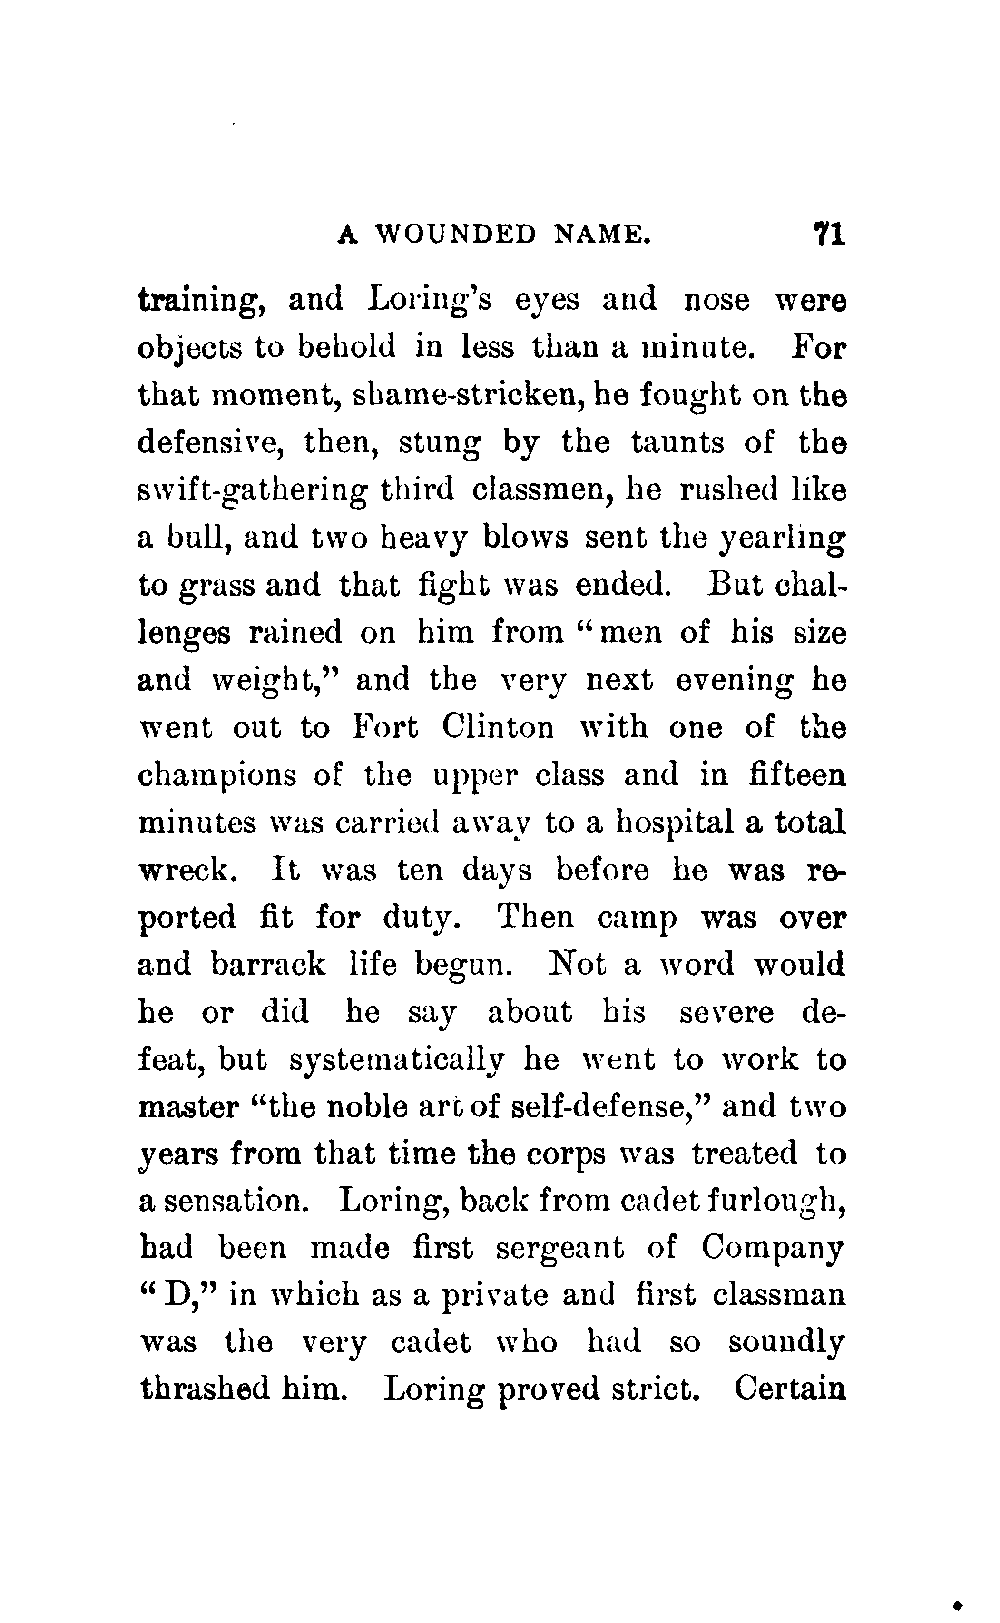 A WOUNDED NAME. 71
training, and Loring's eyes and nose were
objects to behold in less than a minute. For
that moment, shame-stricken, he fought on the
defensive, then, stung by the taunts of the
swift-gathering third classmen, he rushed like
a bull, and two heavy blows sent the yearling
to grass and that fight was ended. But chal-
lenges rained on him from "men of his size
and weight," and the very next evening he
went out to Fort Clinton with one of the
champions of the upper class and in fifteen
minutes was carried away to a hospital a total
wreck. It was ten days before he was re-
ported fit for duty. Then camp was over
and barrack life begun. Not a word would
he or did he say about his severe de-
feat, but systematically he went to work to
master "the noble art of self-defense," and two
years from that time the corps was treated to
a sensation. Loring, back from cadet furlough,
had been made first sergeant of Company
"D," in which as a private and first classman
was the very cadet who had so soundly
thrashed him. Loring proved strict. Certain